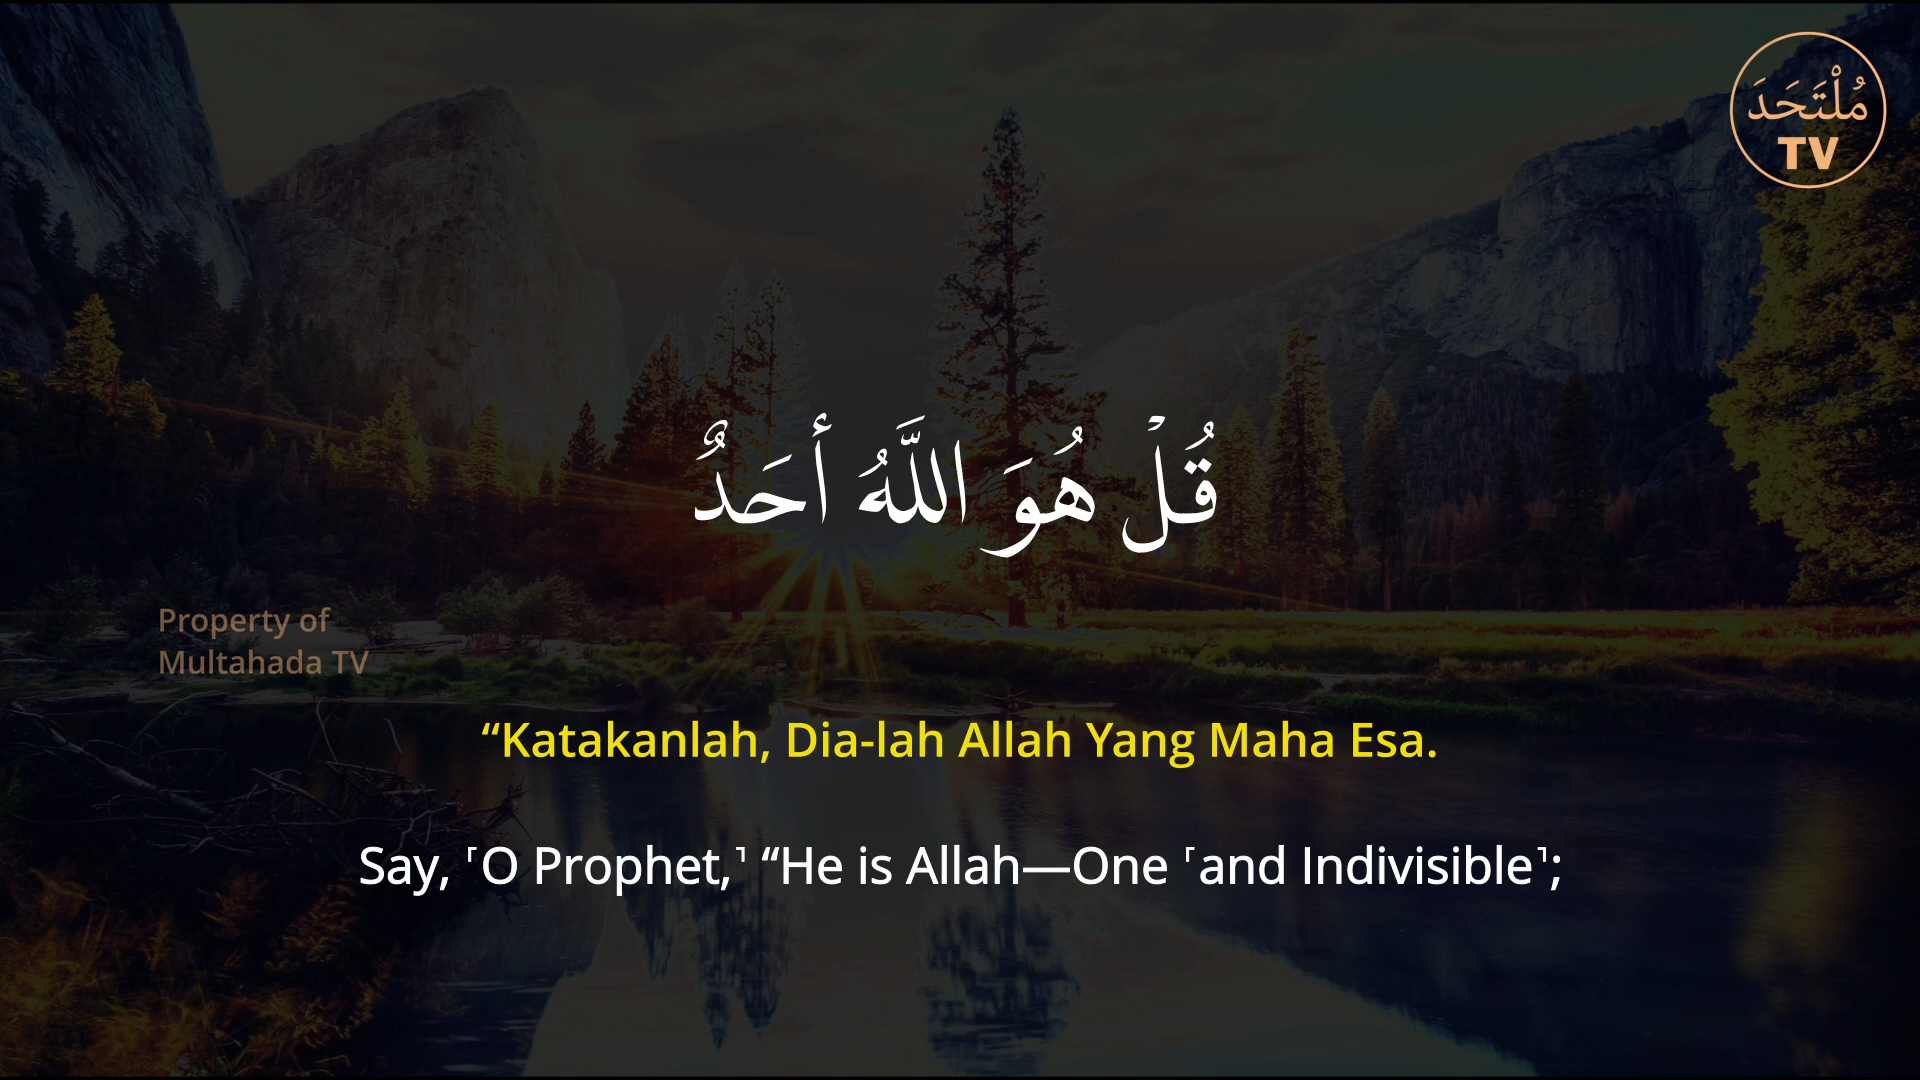 مُلْتَحَدَ
TV
قُلْ هُوَ اللَّهُ أَحَدٌ
Property of
Multahada TV
“Katakanlah, Dia-lah Allah Yang Maha Esa.
Say, ˹O Prophet,˺ “He is Allah—One ˹and Indivisible˺;